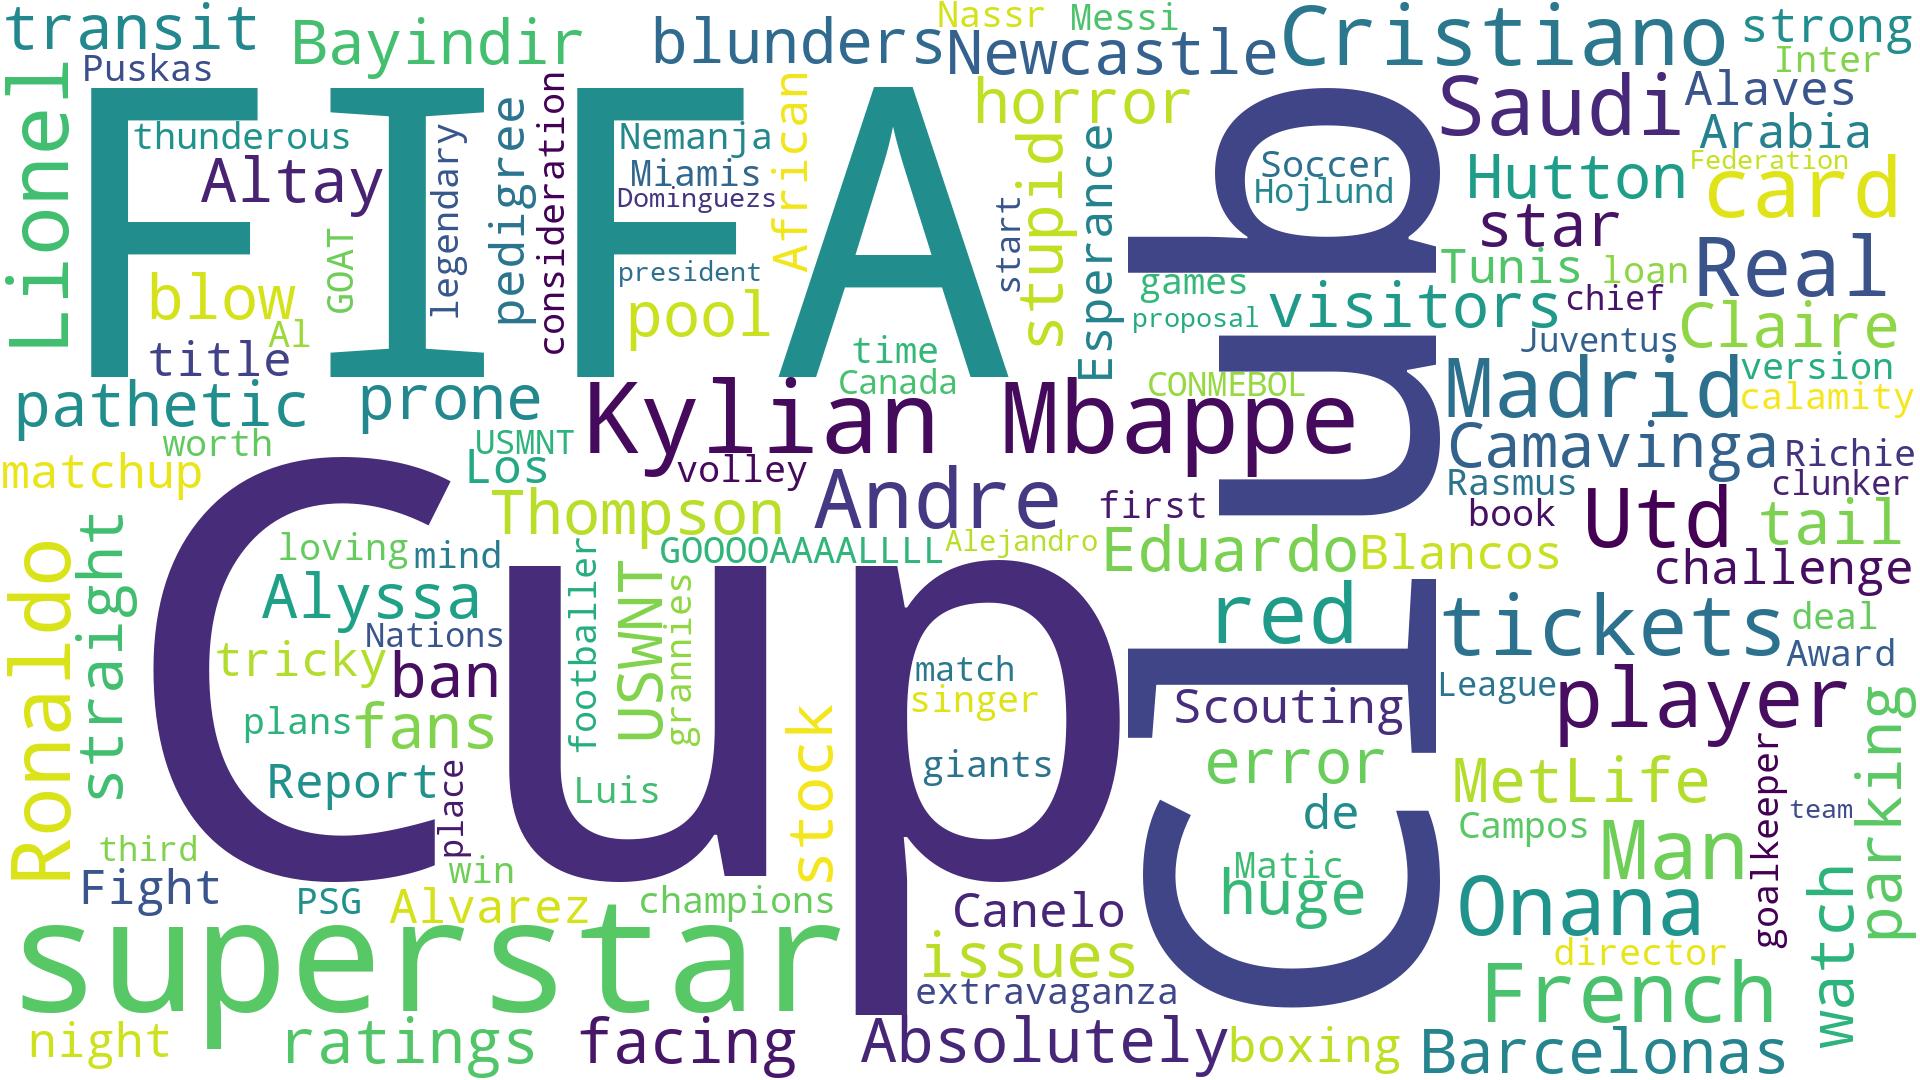 transit
Bayindir
blunders
Nassr
Messi
Newcastle
Cristiano
strong
Inter
Puskas
Lionel
FIFA
thunderous
Altay
legendary
pedigree
consideration
Nemanja
Miamis
Dominguezs
African
horror
stupid
Esperance
start
Club
Soccer
Hojlund
Saudi
Alaves
Arabia
Federation
Hutton
card
star
GOAT
blow
Al
title
president
pool
time
Canada
games
proposal
visitors
Tunis
loan
chief
Real
Juventus
Claire
pathetic
prone
Kylian Mbappe
CONMEBOL
Madrid
version
calamity
worth
USMNT
Los
volley
matchup
Thompson
Andre
first
Camavinga
Richie
Rasmus
clunker
book
Utd
tail
Cup
loving
mind
GOOOOAAAALLLL
Alejandro
Eduardo
Blancos
challenge
straight
Ronaldo
Alyssa
Nations
tricky
ban
footballer
USWNT
grannies
red
tickets
deal
Award
match
singer
League
player
plans
fans
Scouting
Report
place
Luis
stock
giants
error
MetLife
goalkeeper
team
parking
de
Campos
Man
third
Fight
win
PSG
Alvarez
champions
Matic
huge
Canelo
Onana
watch
superstar
issues
director
extravaganza
French
night
ratings
facing
Absolutely
boxing
Barcelonas